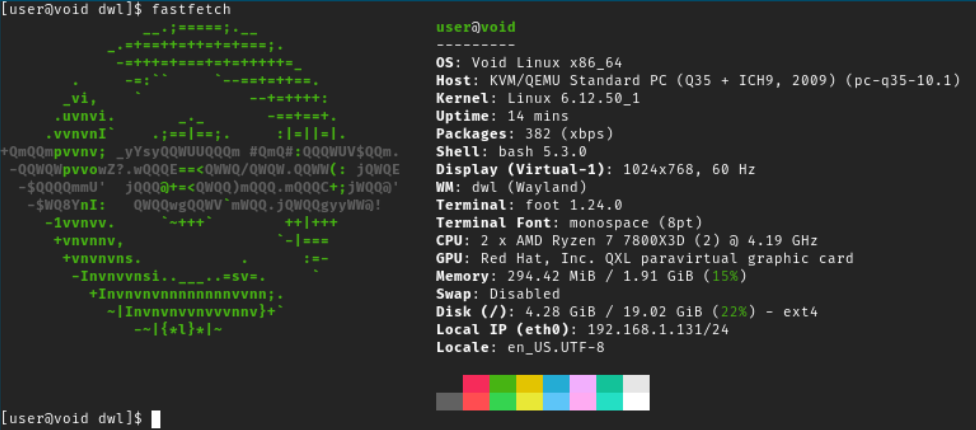 [user@void dwl]$ fastfetch
__.;=====;.__
_.=+==++=++=+=+===;.
-=+++=+===+=+=+++++=_
.     -=:``     `--==+=++==.
_vi,    `            --+=++++:
.uvnvi.       _._       -==+==+.
.vvnvnI`    .;==|==;.     :|=||=|.
+QmQQmpvvnv; _yYsyQQWUUQQQm #QmQ#:QQQWUV$QQm.
-QQWQWpvvowZ?.wQQQE==<QWWQ/QWWQW.QQWW(: jQWQE
-$QQQQmmU'  jQQQ@+=<QWQQ)mQQQ.mQQQC+;jWQQ@'
-$WQ8YnI:   QWQQwgQQWV`mWQQ.jQWQQgyyWW@!
-1vvnvv.     `~+++`        ++|+++
+vnvnnv,                 `-|===
+vnvnvns.           .      :=-
-Invnvvnsi..___..=sv=.     `
+Invnvnvnnnnnnnnvvnn;.
~|Invnvnvvnvvvnnv}+`
-~|{*l}*|~
user@void
---------
OS: Void Linux x86_64
Host: KVM/QEMU Standard PC (Q35 + ICH9, 2009) (pc-q35-10.1)
Kernel: Linux 6.12.50_1
Uptime: 14 mins
Packages: 382 (xbps)
Shell: bash 5.3.0
Display (Virtual-1): 1024x768, 60 Hz
WM: dwl (Wayland)
Terminal: foot 1.24.0
Terminal Font: monospace (8pt)
CPU: 2 x AMD Ryzen 7 7800X3D (2) @ 4.19 GHz
GPU: Red Hat, Inc. QXL paravirtual graphic card
Memory: 294.42 MiB / 1.91 GiB (15%)
Swap: Disabled
Disk (/): 4.28 GiB / 19.02 GiB (22%) - ext4
Local IP (eth0): 192.168.1.131/24
Locale: en_US.UTF-8
[user@void dwl]$